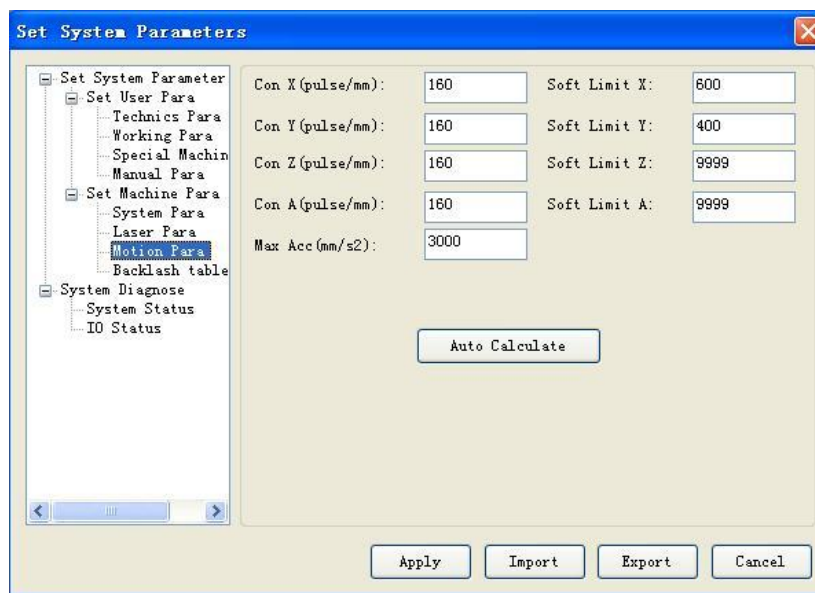 Set System Parameters
Set System Parameter
Set User Para
Technics Para
Working Para
Special Machin
Manual Para
Set Machine Para
System Para
Laser Para
Motion Para
Backlash table
System Diagnose
System Status
IO Status
Con X(pulse/mm): 160 Soft Limit X: 600
Con Y(pulse/mm): 160 Soft Limit Y: 400
Con Z(pulse/mm): 160 Soft Limit Z: 9999
Con A(pulse/mm): 160 Soft Limit A: 9999
Max Acc(mm/s2): 3000
Auto Calculate
Apply Import Export Cancel